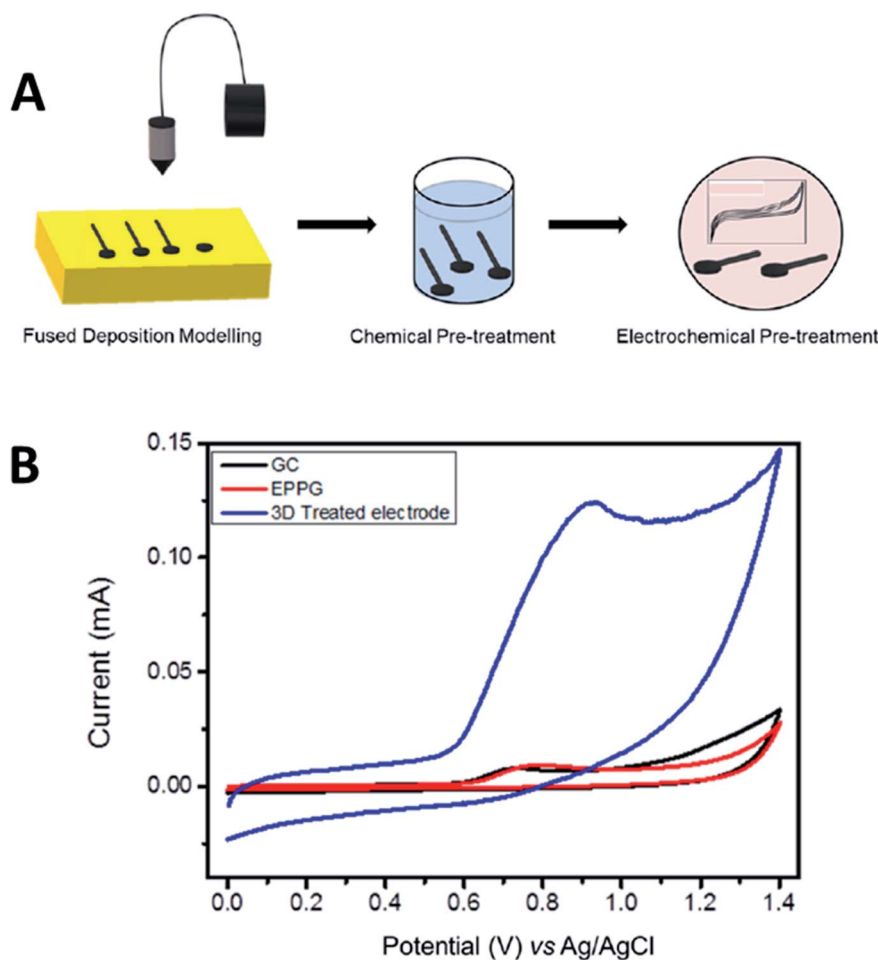 A
Fused Deposition Modelling
Chemical Pre-treatment
Electrochemical Pre-treatment
B
0.15
0.10
0.05
0.00
Current (mA)
GC
EPPG
3D Treated electrode
0.0 0.2 0.4 0.6 0.8 1.0 1.2 1.4
Potential (V) vs Ag/AgCl